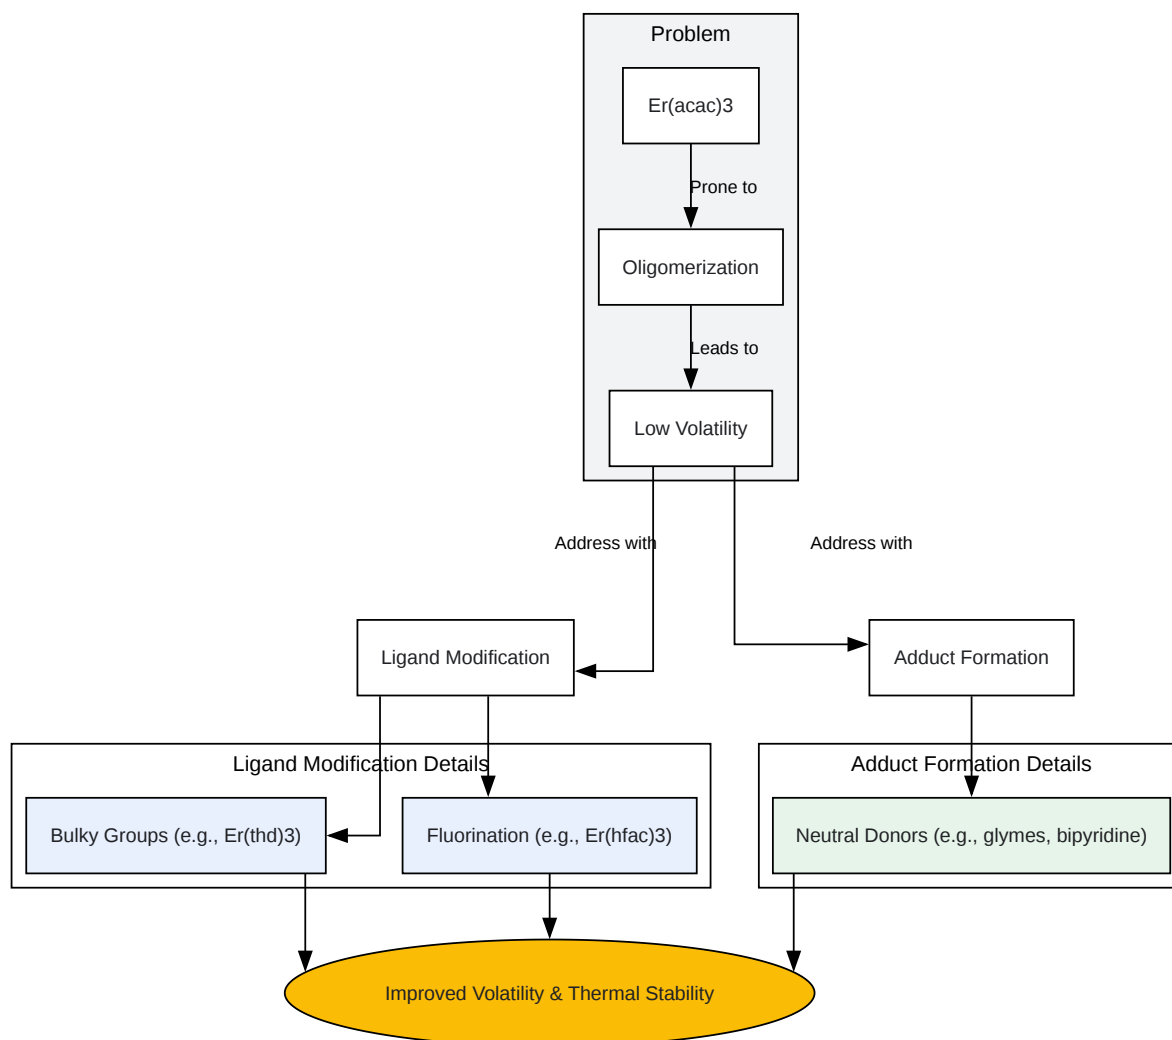 Problem
Er(acac)3
Prone to
Oligomerization
Leads to
Low Volatility
Address with
Address with
Ligand Modification
Adduct Formation
Ligand Modification Details
Adduct Formation Details
Bulky Groups (e.g., Er(thd)3)
Fluorination (e.g., Er(hfac)3)
Neutral Donors (e.g., glymes, bipyridine)
Improved Volatility & Thermal Stability